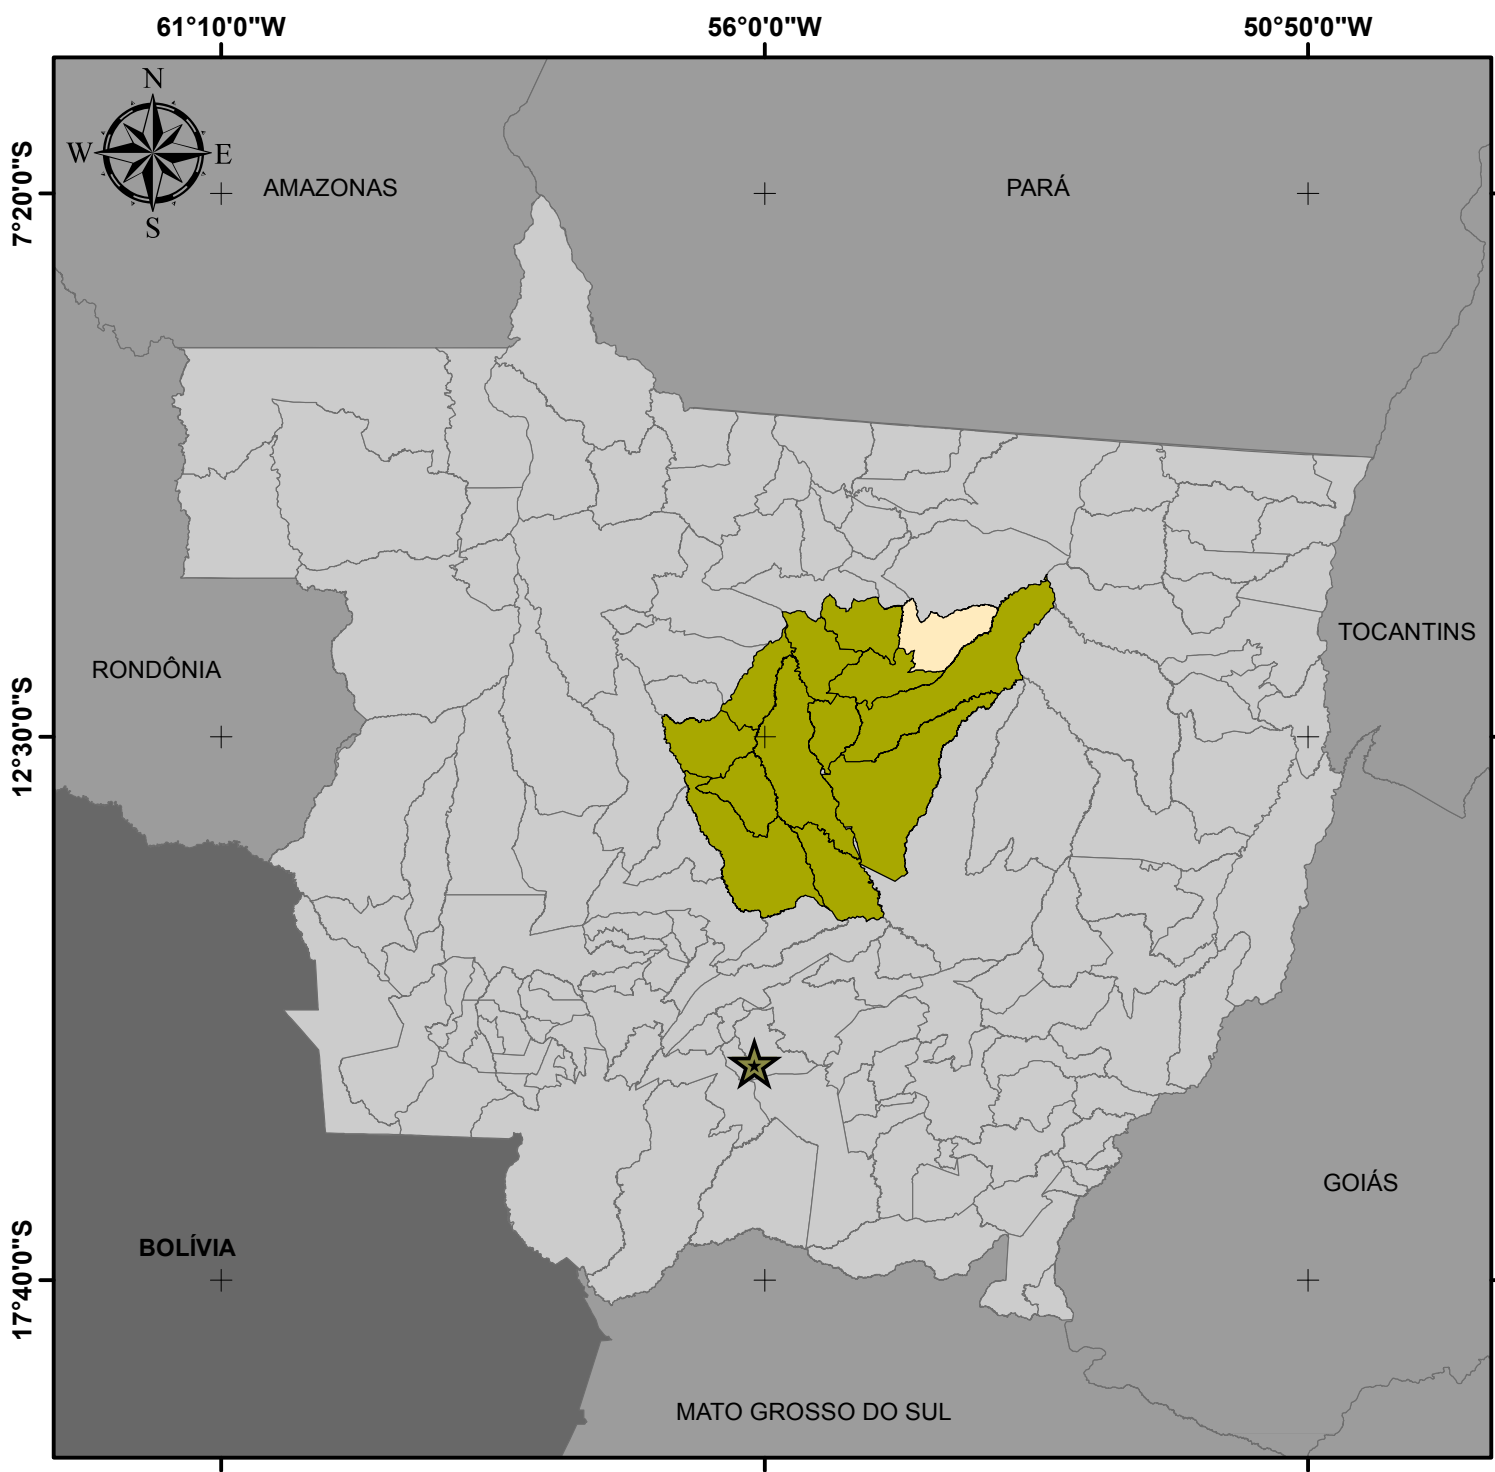 61°10'0"W 56°0'0"W 50°50'0"W
N
W E
S
7°20'0"S
AMAZONAS
PARÁ
12°30'0"S
RONDÔNIA
TOCANTINS
17°40'0"S
BOLÍVIA
GOIÁS
MATO GROSSO DO SUL